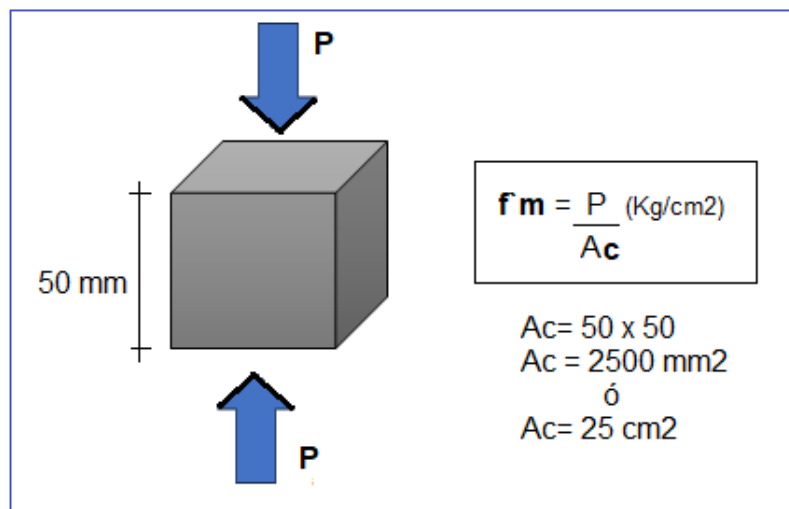 P
50 mm
f`m = P (Kg/cm2)
Ac
Ac= 50 x 50
Ac = 2500 mm2
ó
Ac= 25 cm2
P